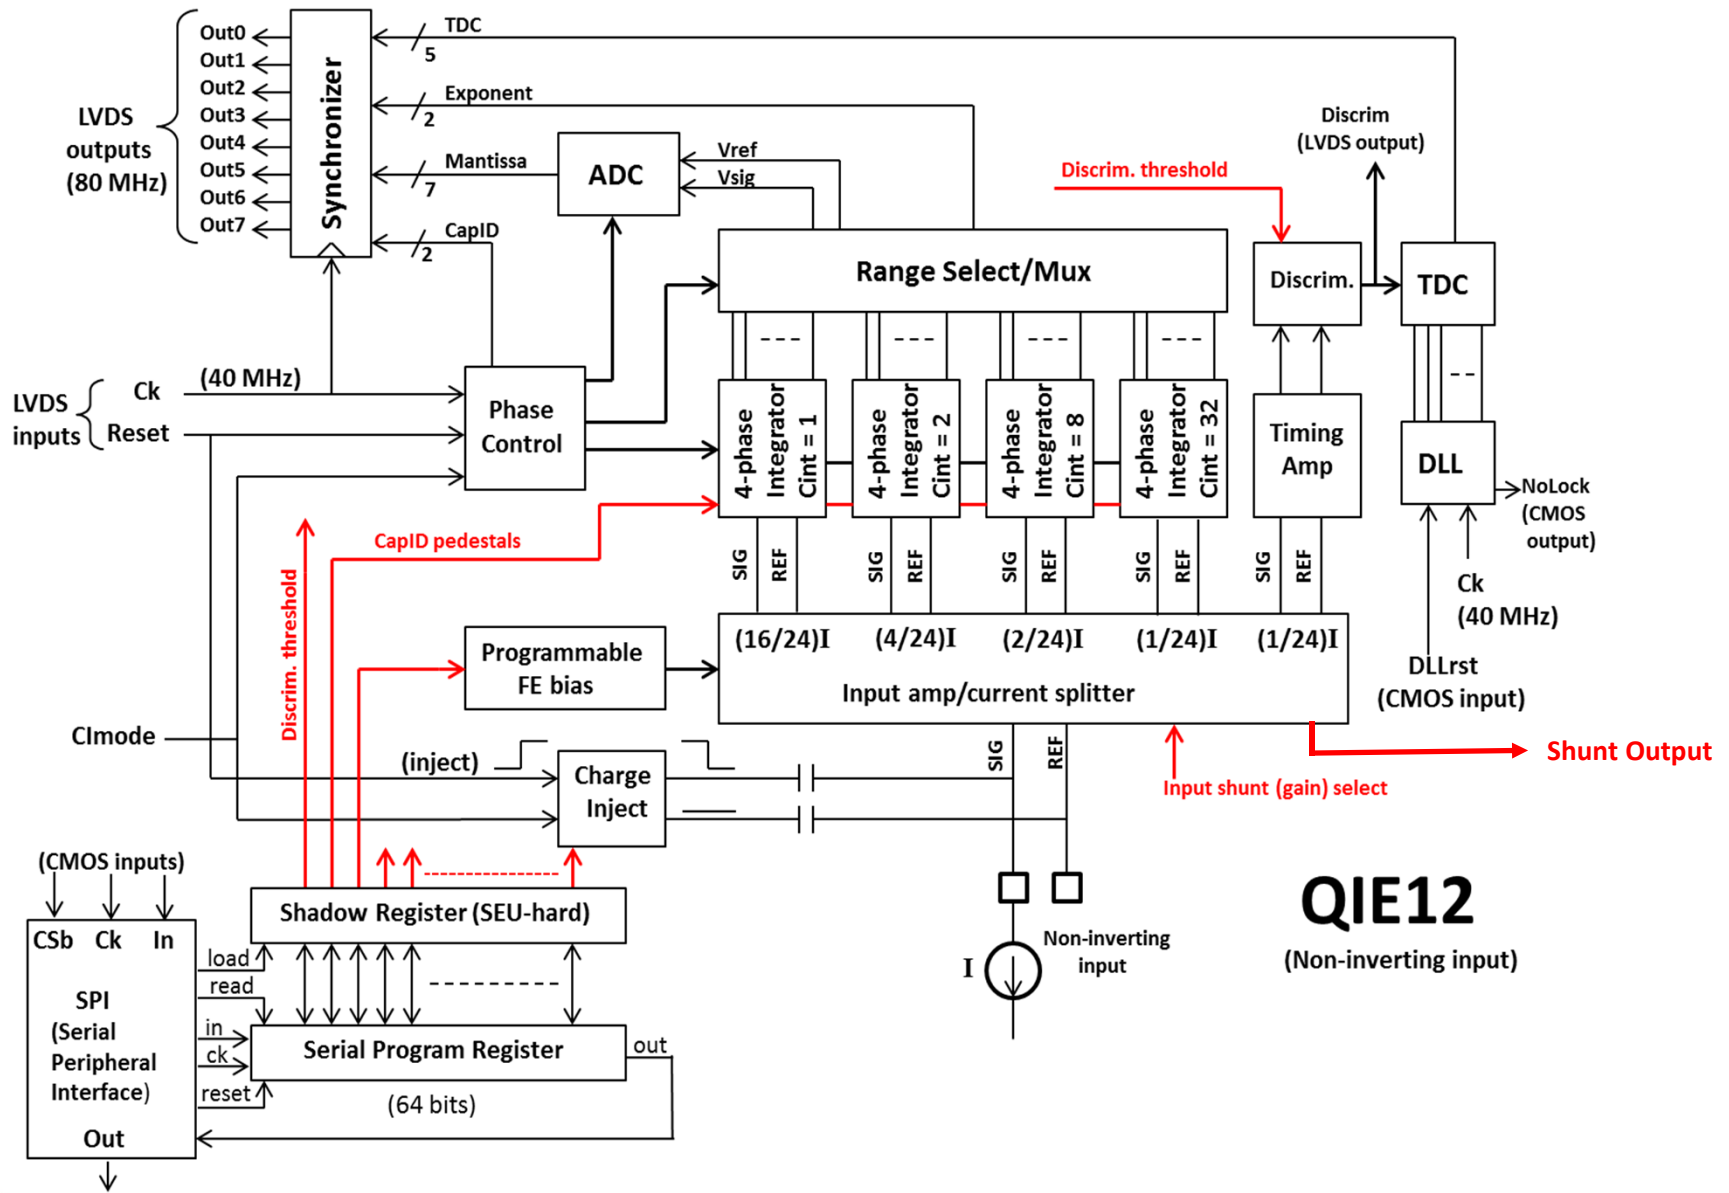 LVDS
outputs
(80 MHz)
Out0
Out1
Out2
Out3
Out4
Out5
Out6
Out7
Synchronizer
TDC
5
Exponent
2
Mantissa
7
CapID
2
ADC
Vref
Vsig
Discrim. threshold
Discrim
(LVDS output)
Range Select/Mux
Discrim.
TDC
LVDS
inputs
Ck
(40 MHz)
Reset
Phase
Control
4-phase
Integrator
Cint = 1
4-phase
Integrator
Cint = 2
4-phase
Integrator
Cint = 8
4-phase
Integrator
Cint = 32
Timing
Amp
DLL
NoLock
(CMOS
output)
Ck
(40 MHz)
DLLrst
(CMOS input)
CapID pedestals
Discrim. threshold
SIG
REF
SIG
REF
SIG
REF
SIG
REF
SIG
REF
(16/24)I
(4/24)I
(2/24)I
(1/24)I
(1/24)I
Input amp/current splitter
Programmable
FE bias
CImode
(inject)
Charge
Inject
SIG
REF
Input shunt (gain) select
Shunt Output
(CMOS inputs)
CSb
Ck
In
SPI
(Serial
Peripheral
Interface)
Out
load
read
in
ck
reset
Shadow Register (SEU-hard)
Serial Program Register
out
(64 bits)
I
Non-inverting
input
QIE12
(Non-inverting input)